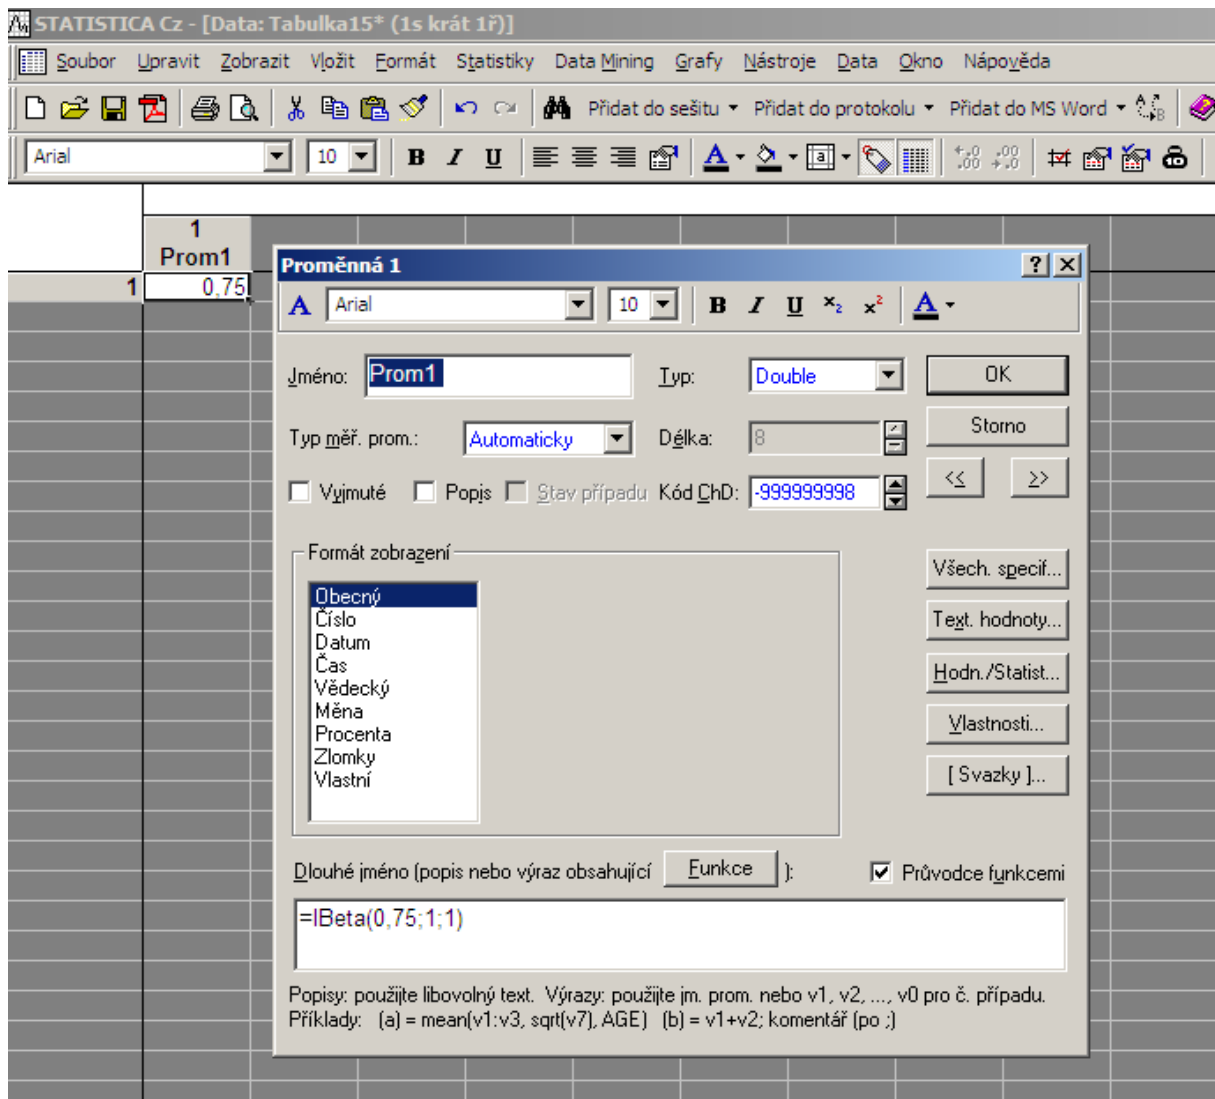 STATISTICA Cz - [Data: Tabulka15* (1s krát 1ř)]
Soubor Upravit Zobrazit Vložit Formát Statistiky Data Mining Grafy Nástroje Data Okno Nápověda
Přidat do sešitu Přidat do protokolu Přidat do MS Word
Arial 10 B I U A a
1
Prom1
1 0,75
Proměnná 1
A Arial 10 B I U x₂ x² A
Jméno: Prom1 Typ: Double OK
Typ měř. prom.: Automaticky Délka: 8 Storno
Vyjmuté Popis Stav případu Kód ChD: -999999998 << >>
Formát zobrazení
Všech. specif...
Obecný
Číslo
Text. hodnoty...
Datum
Čas
Hodn./Statist...
Vědecký
Měna
Vlastnosti...
Procenta
Zlomky
Vlastní
[ Svazky ]...
Dlouhé jméno (popis nebo výraz obsahující Funkce ): Průvodce funkcemi
=IBeta(0,75;1;1)
Popisy: použijte libovolný text. Výrazy: použijte jm. prom. nebo v1, v2, ..., v0 pro č. případu.
Příklady: (a) = mean(v1:v3, sqrt(v7), AGE) (b) = v1+v2; komentář (po ;)